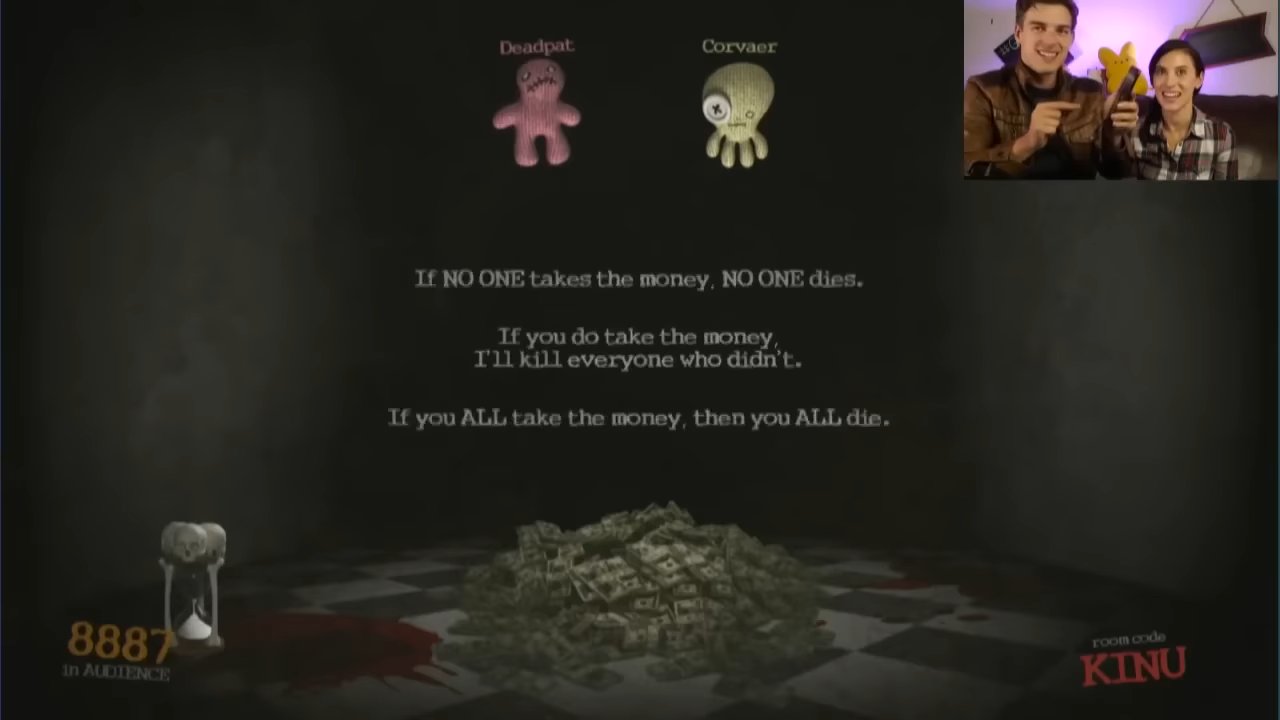 Deadpat
Corvaer
If NO ONE takes the money, NO ONE dies.
If you do take the money,
I'll kill everyone who didn't.
If you ALL take the money, then you ALL die.
8887
in AUDIENCE
room code
KINU